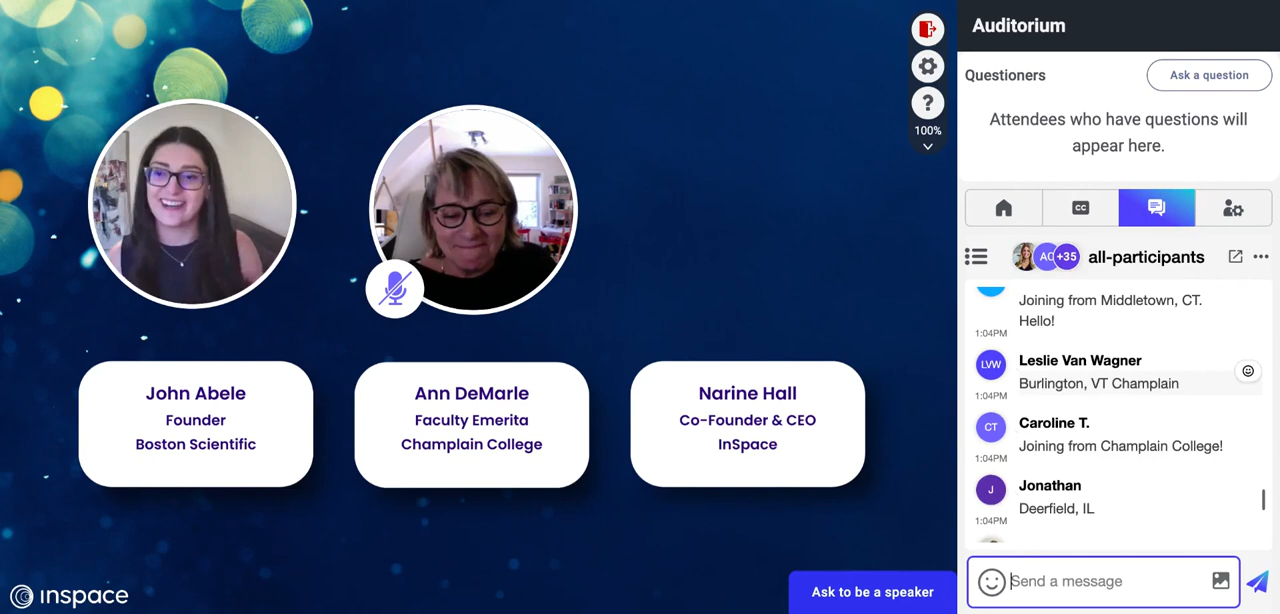 100%
John Abele
Founder
Boston Scientific
Ann DeMarle
Faculty Emerita
Champlain College
Narine Hall
Co-Founder & CEO
InSpace
inspace
Ask to be a speaker
Auditorium
Questioners
Ask a question
Attendees who have questions will
appear here.
CC
AC +35 all-participants
Joining from Middletown, CT.
Hello!
1:04PM
LVW
Leslie Van Wagner
Burlington, VT Champlain
1:04PM
CT
Caroline T.
Joining from Champlain College!
1:04PM
J
Jonathan
Deerfield, IL
1:04PM
Send a message